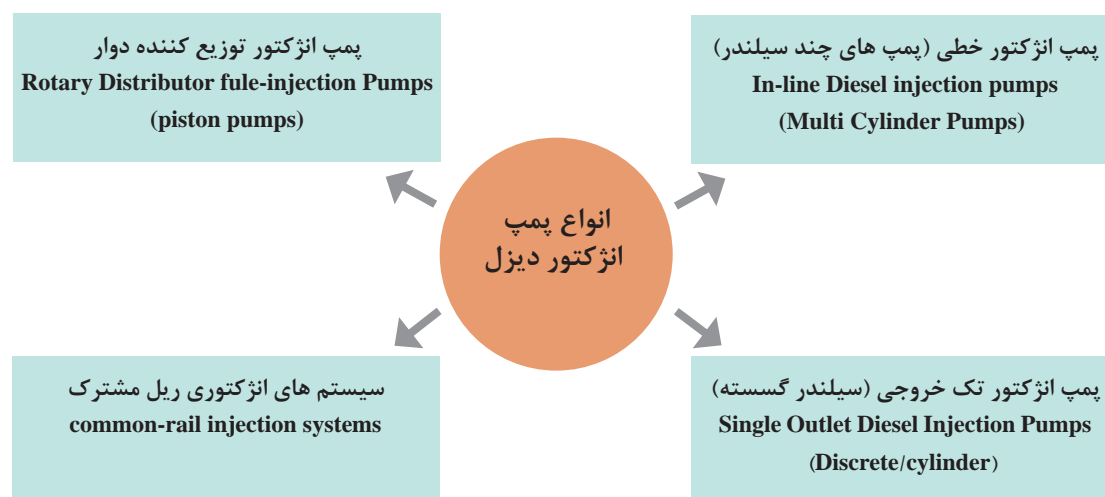 پمپ انژکتور خطی (پمپ های چند سیلندر)
In-line Diesel injection pumps
(Multi Cylinder Pumps)
پمپ انژکتور توزیع کننده دوار
Rotary Distributor fule-injection Pumps
(piston pumps)
انواع پمپ
انژکتور دیزل
پمپ انژکتور تک خروجی (سیلندر گسسته)
Single Outlet Diesel Injection Pumps
(Discrete/cylinder)
سیستم های انژکتوری ریل مشترک
common-rail injection systems